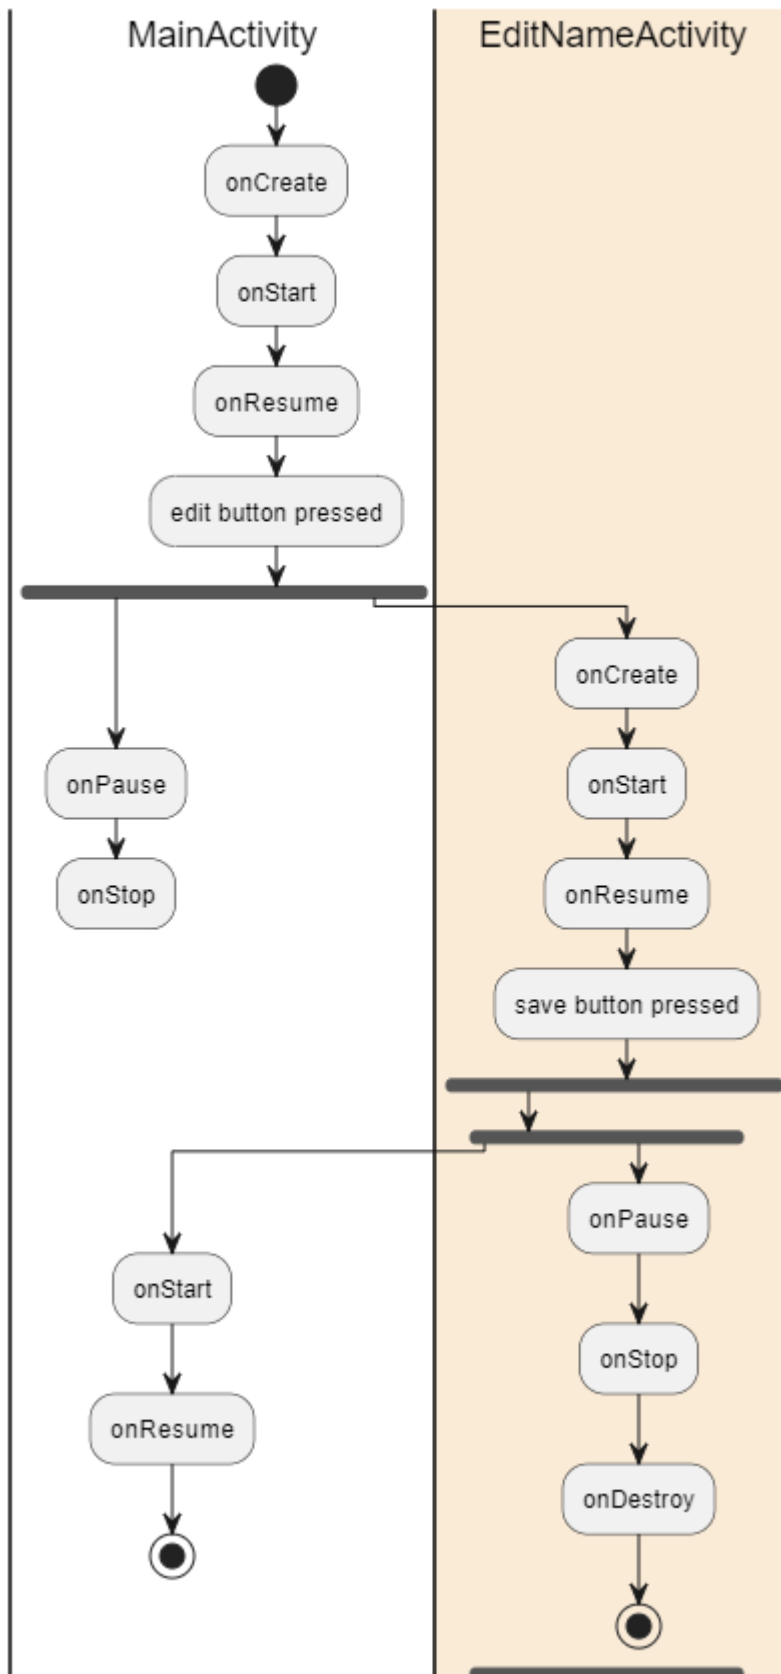 MainActivity
EditNameActivity
onCreate
onStart
onResume
edit button pressed
onCreate
onPause
onStart
onStop
onResume
save button pressed
onPause
onStart
onStop
onResume
onDestroy